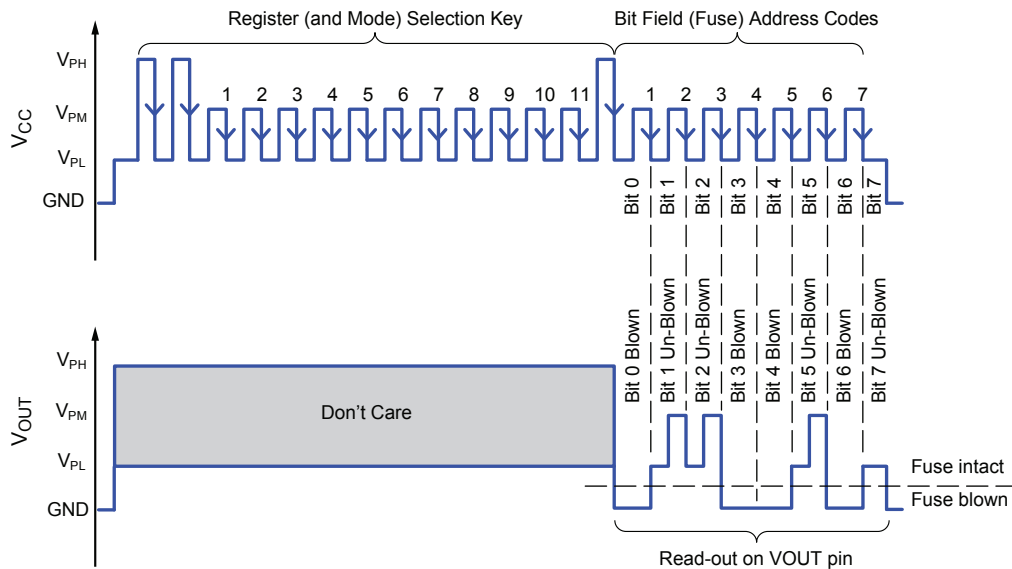 Register (and Mode) Selection Key
Bit Field (Fuse) Address Codes
VCC
VPH
VPM
VPL
GND
1 2 3 4 5 6 7 8 9 10 11
1 2 3 4 5 6 7
Bit 0
Bit 1
Bit 2
Bit 3
Bit 4
Bit 5
Bit 6
Bit 7
VOUT
VPH
VPM
VPL
GND
Don't Care
Bit 0 Blown
Bit 1 Un-Blown
Bit 2 Un-Blown
Bit 3 Blown
Bit 4 Blown
Bit 5 Un-Blown
Bit 6 Blown
Bit 7 Un-Blown
Fuse intact
Fuse blown
Read-out on VOUT pin